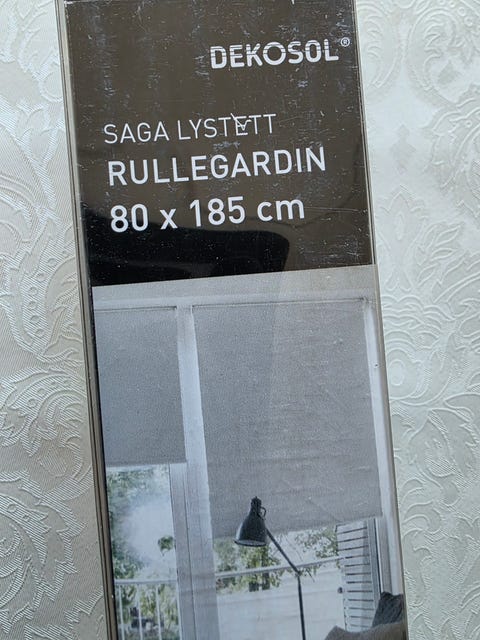 DEKOSOL®
SAGA LYSTETT
RULLEGARDIN
80 x 185 cm